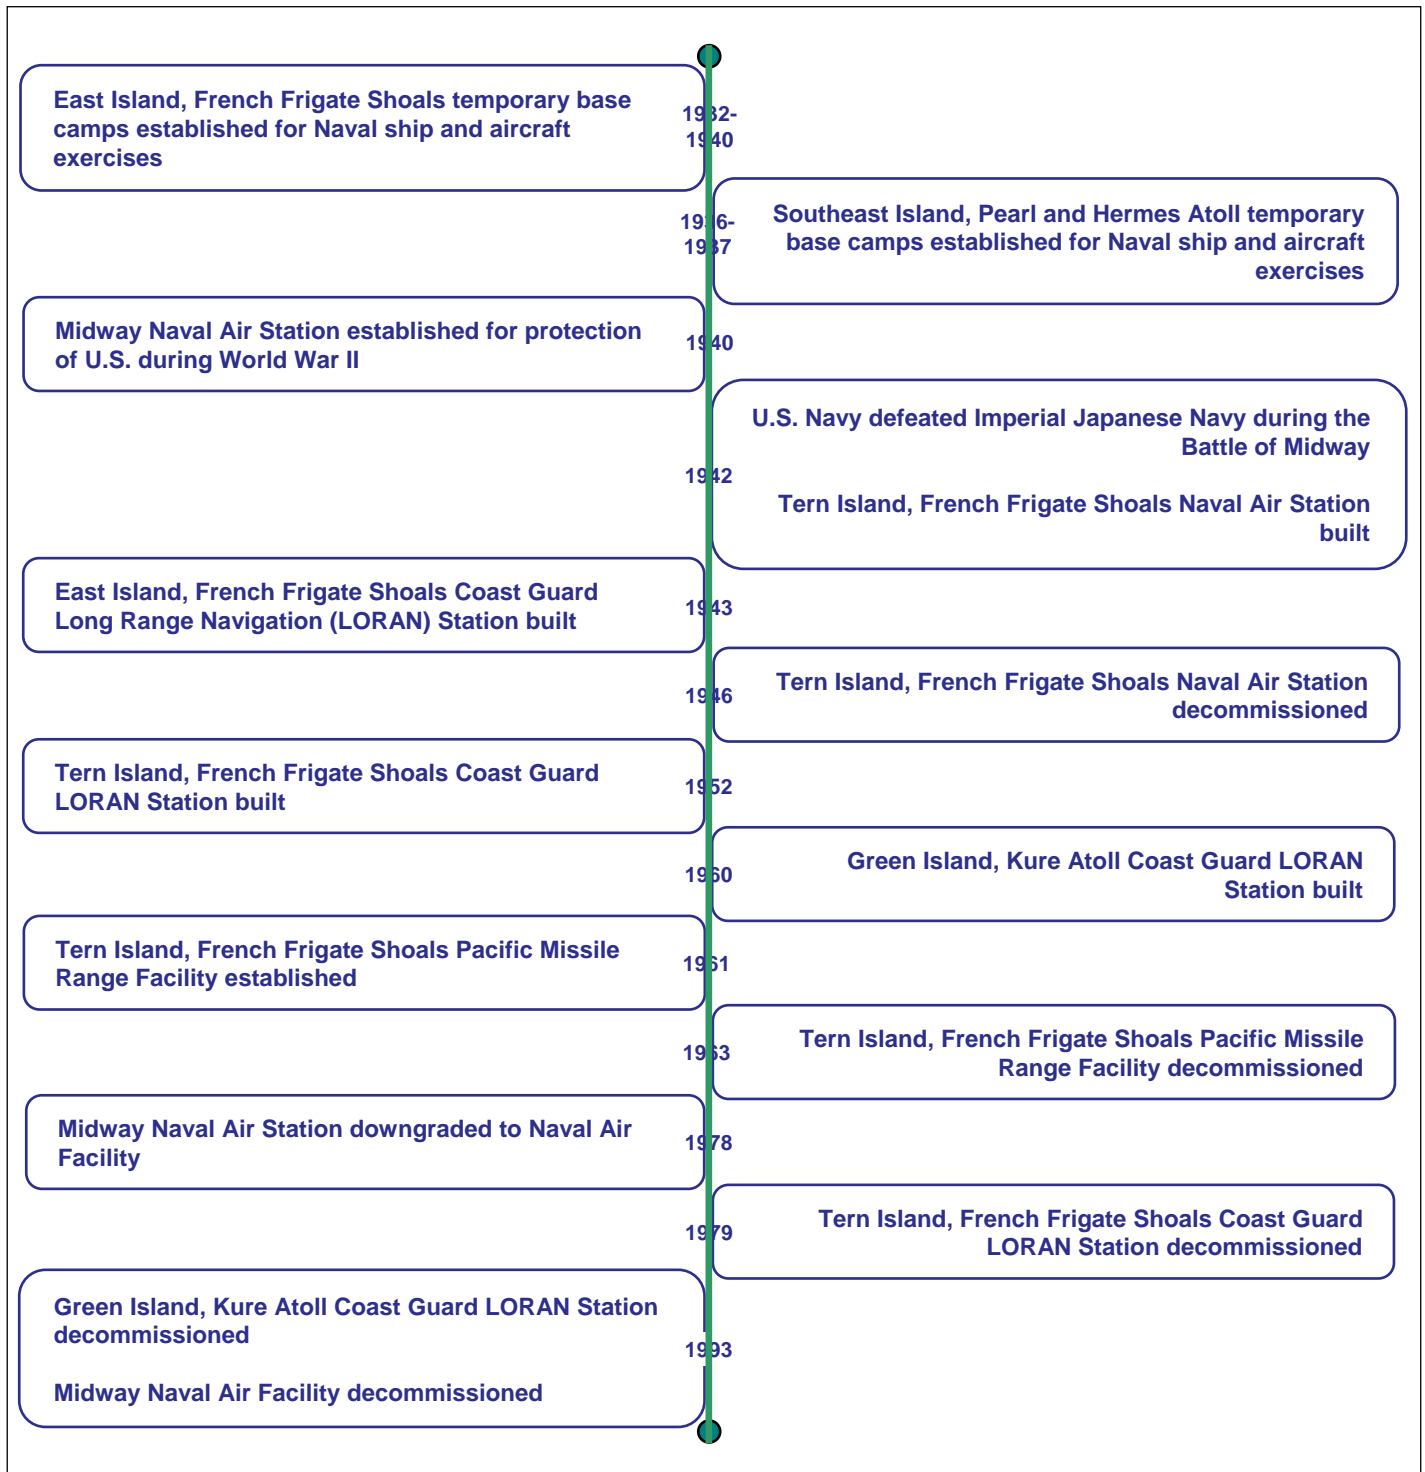 East Island, French Frigate Shoals temporary base
camps established for Naval ship and aircraft
exercises
1932-
1940
Southeast Island, Pearl and Hermes Atoll temporary
base camps established for Naval ship and aircraft
exercises
1936-
1937
Midway Naval Air Station established for protection
of U.S. during World War II
1940
U.S. Navy defeated Imperial Japanese Navy during the
Battle of Midway
Tern Island, French Frigate Shoals Naval Air Station
built
1942
East Island, French Frigate Shoals Coast Guard
Long Range Navigation (LORAN) Station built
1943
Tern Island, French Frigate Shoals Naval Air Station
decommissioned
1946
Tern Island, French Frigate Shoals Coast Guard
LORAN Station built
1952
Green Island, Kure Atoll Coast Guard LORAN
Station built
1960
Tern Island, French Frigate Shoals Pacific Missile
Range Facility established
1961
Tern Island, French Frigate Shoals Pacific Missile
Range Facility decommissioned
1963
Midway Naval Air Station downgraded to Naval Air
Facility
1978
Tern Island, French Frigate Shoals Coast Guard
LORAN Station decommissioned
1979
Green Island, Kure Atoll Coast Guard LORAN Station
decommissioned
Midway Naval Air Facility decommissioned
1993